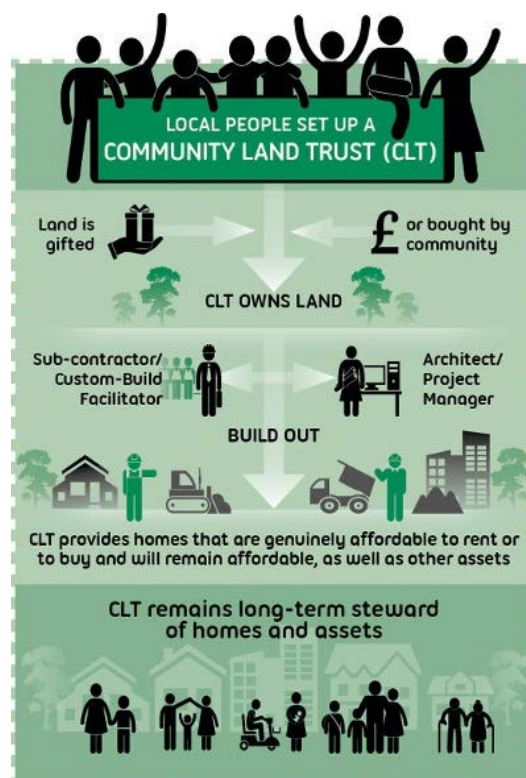 LOCAL PEOPLE SET UP A
COMMUNITY LAND TRUST (CLT)
Land is
gifted
£ or bought by
community
CLT OWNS LAND
Sub-contractor/
Custom-Build
Facilitator
Architect/
Project
Manager
BUILD OUT
CLT provides homes that are genuinely affordable to rent or
to buy and will remain affordable, as well as other assets
CLT remains long-term steward
of homes and assets